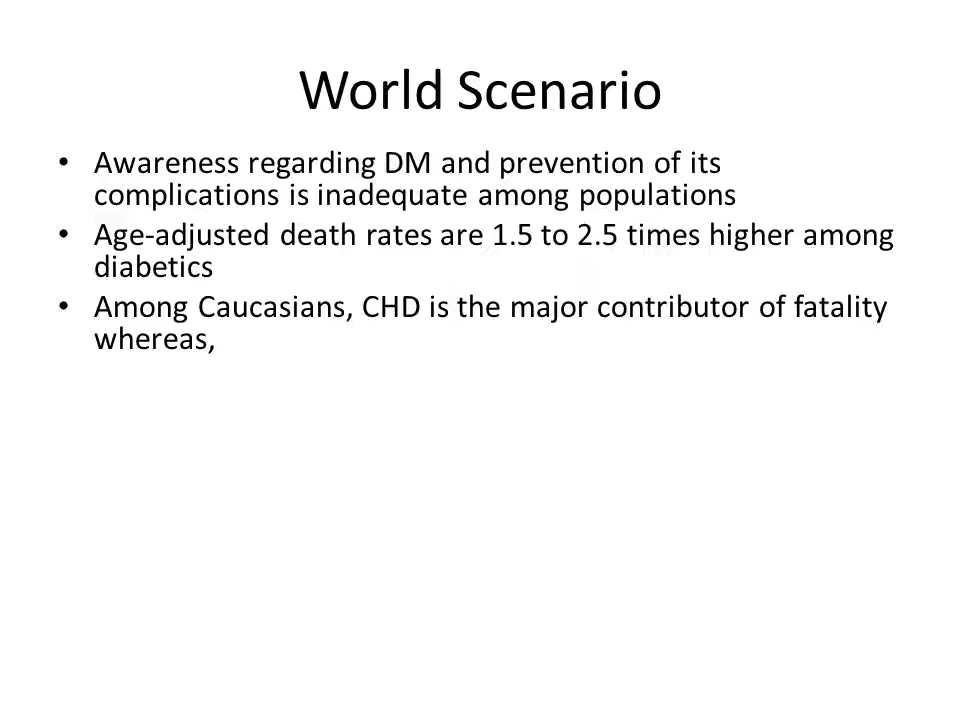 World Scenario
• Awareness regarding DM and prevention of its
complications is inadequate among populations
• Age-adjusted death rates are 1.5 to 2.5 times higher among
diabetics
• Among Caucasians, CHD is the major contributor of fatality
whereas,